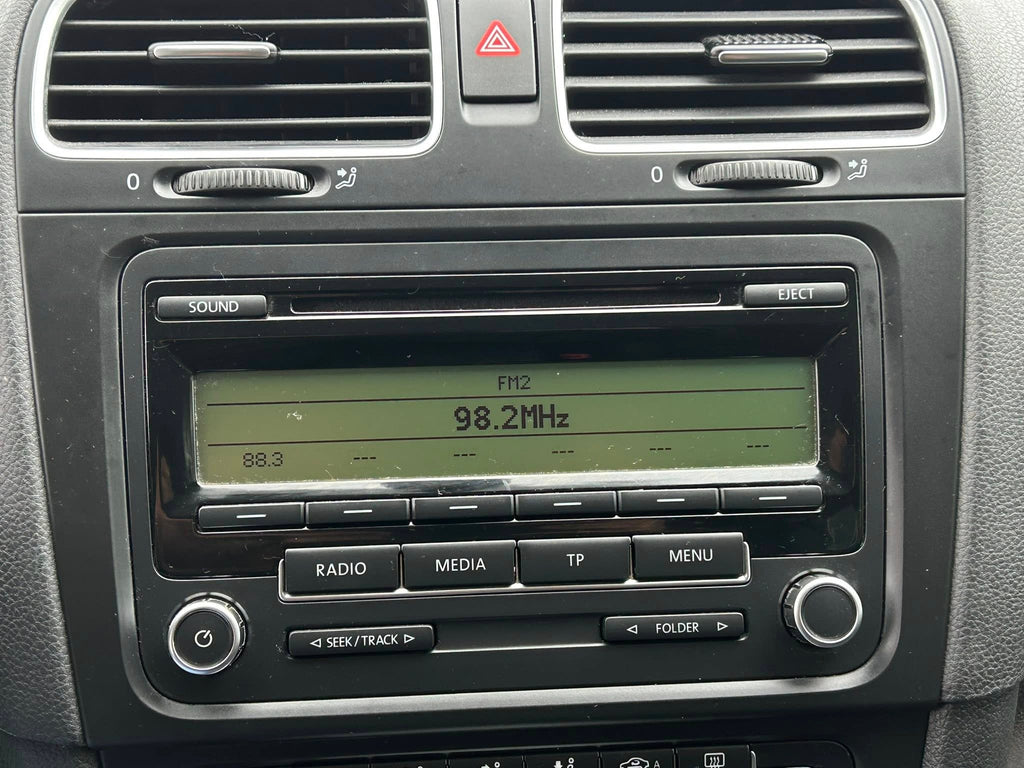 0
0
SOUND
EJECT
FM2
98.2MHz
88.3 --- --- --- --- ---
RADIO
MEDIA
TP
MENU
SEEK/TRACK
FOLDER
A